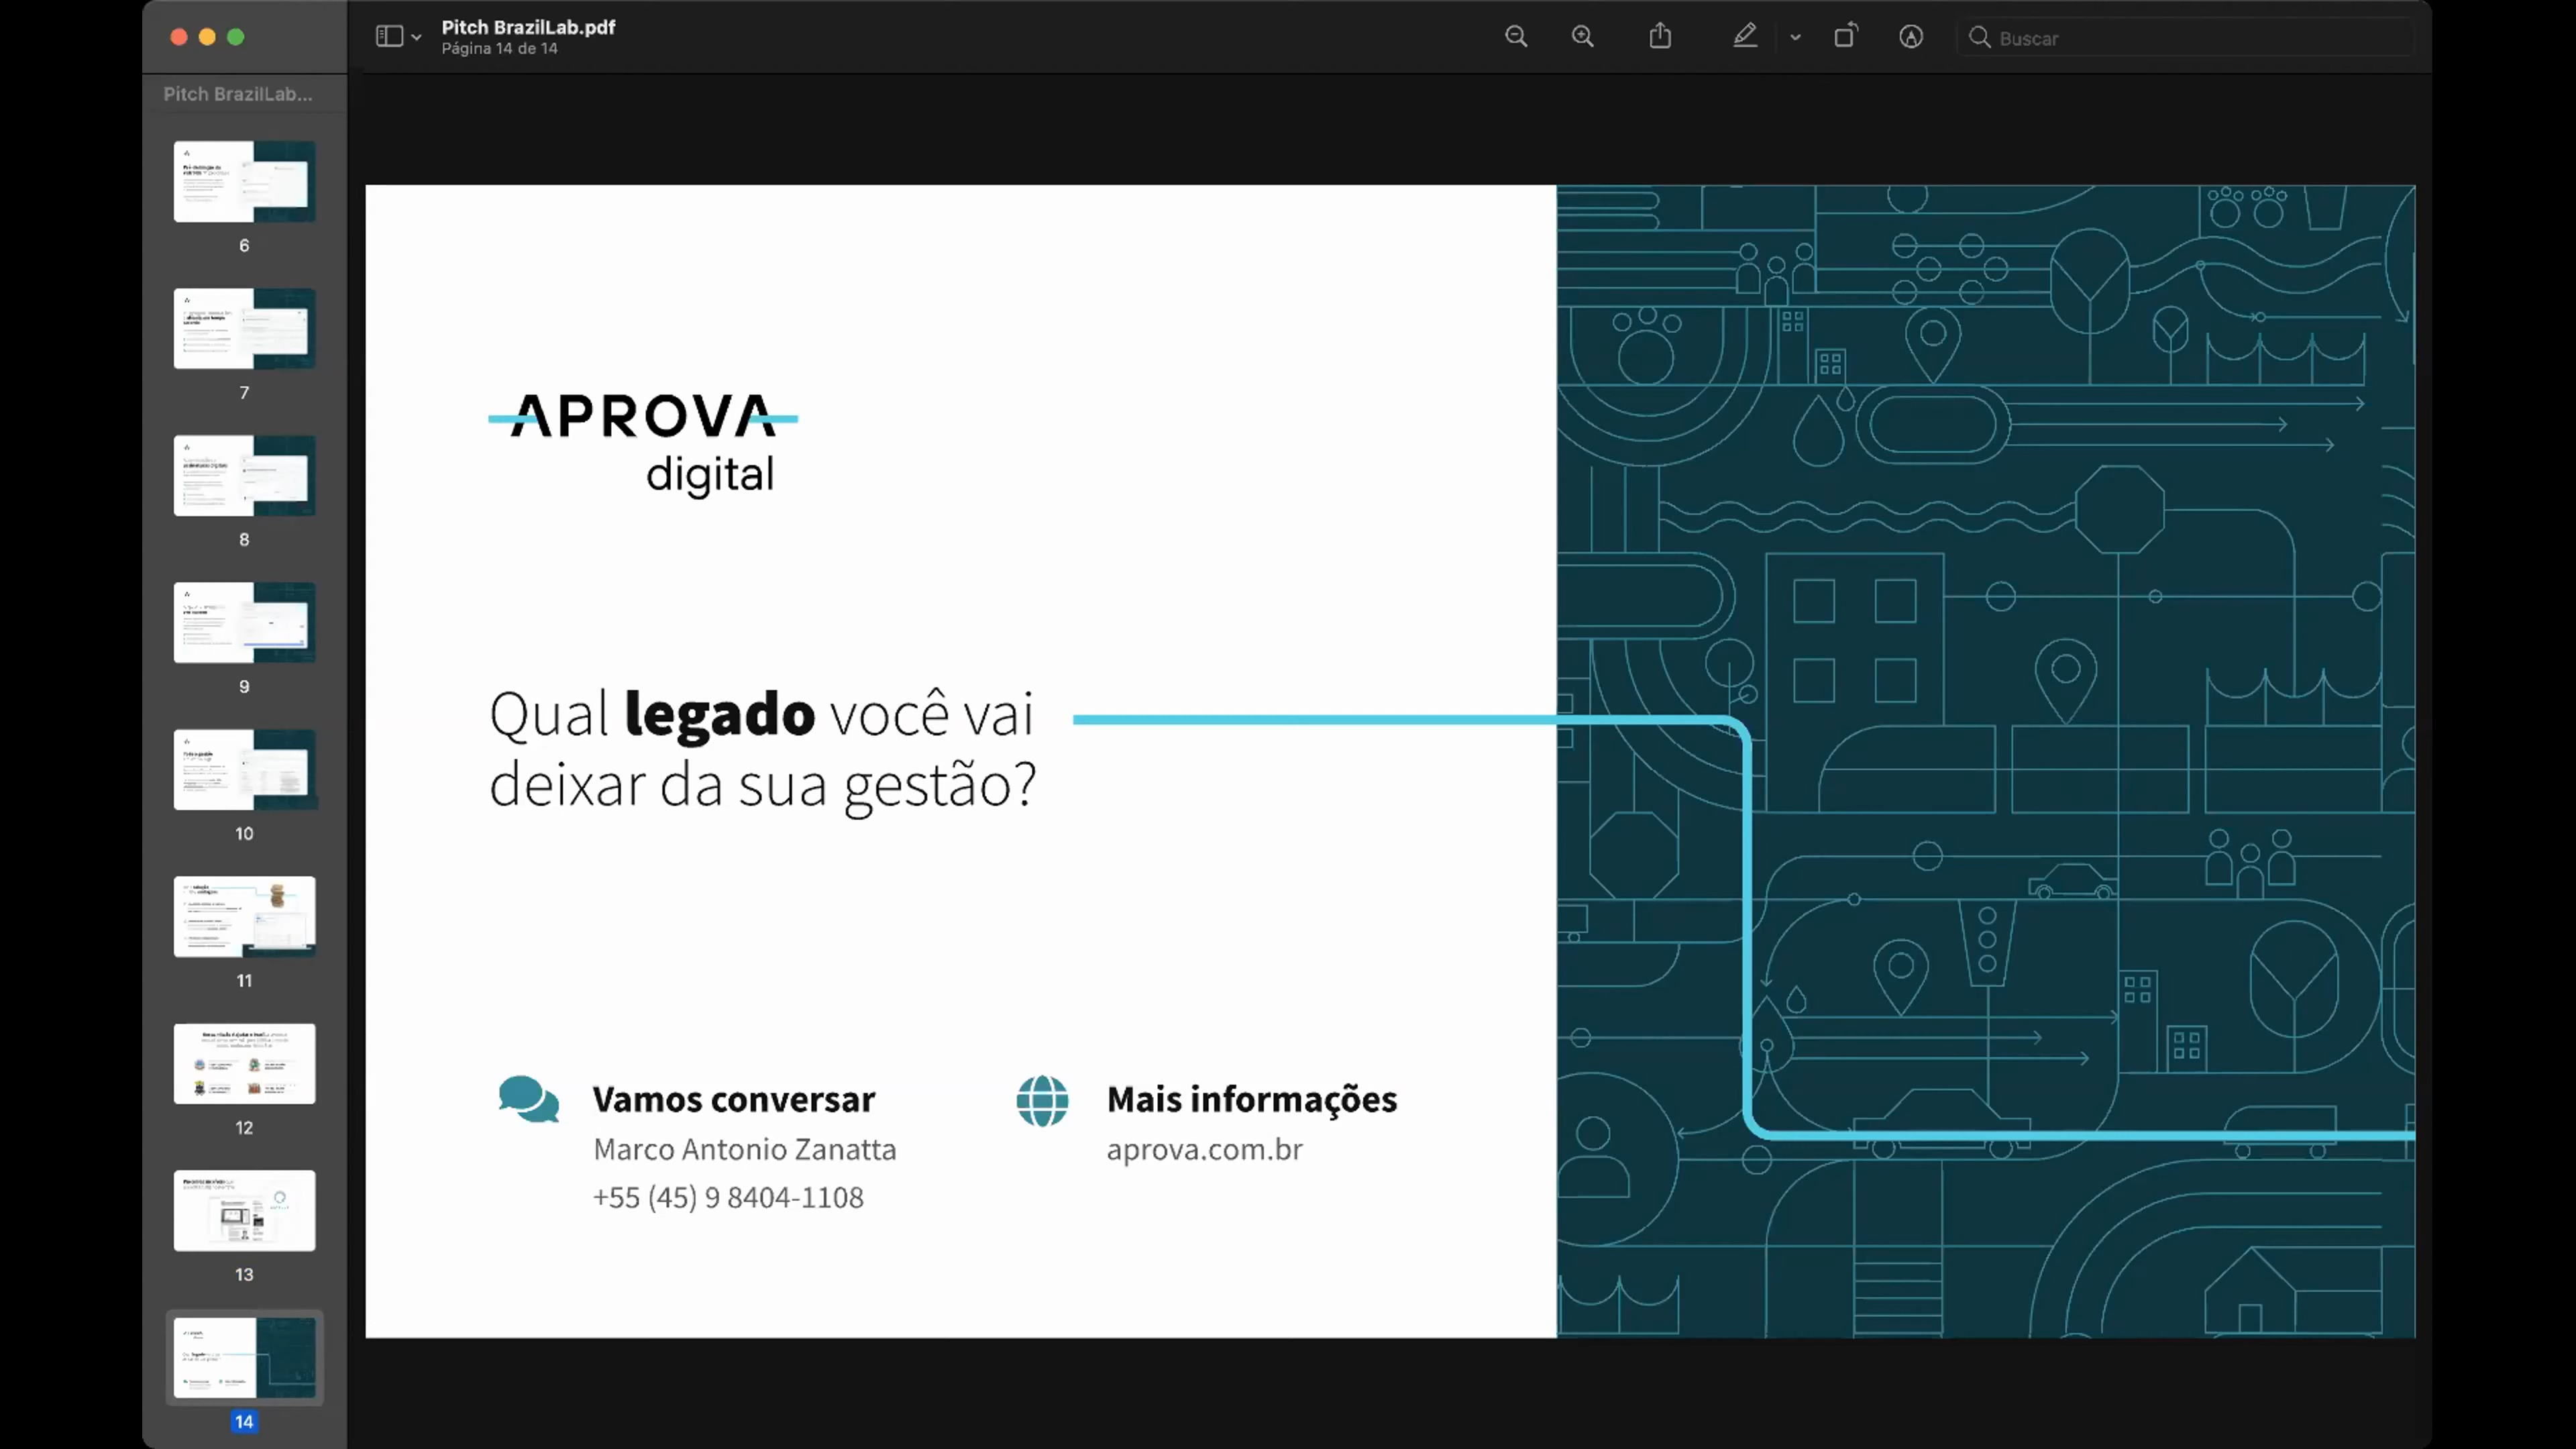 Pitch BrazilLab.pdf
Página 14 de 14
Buscar
Pitch BrazilLab...
6
7
8
9
10
11
12
13
14
APROVA
digital
Qual legado você vai
deixar da sua gestão?
Vamos conversar
Marco Antonio Zanatta
+55 (45) 9 8404-1108
Mais informações
aprova.com.br